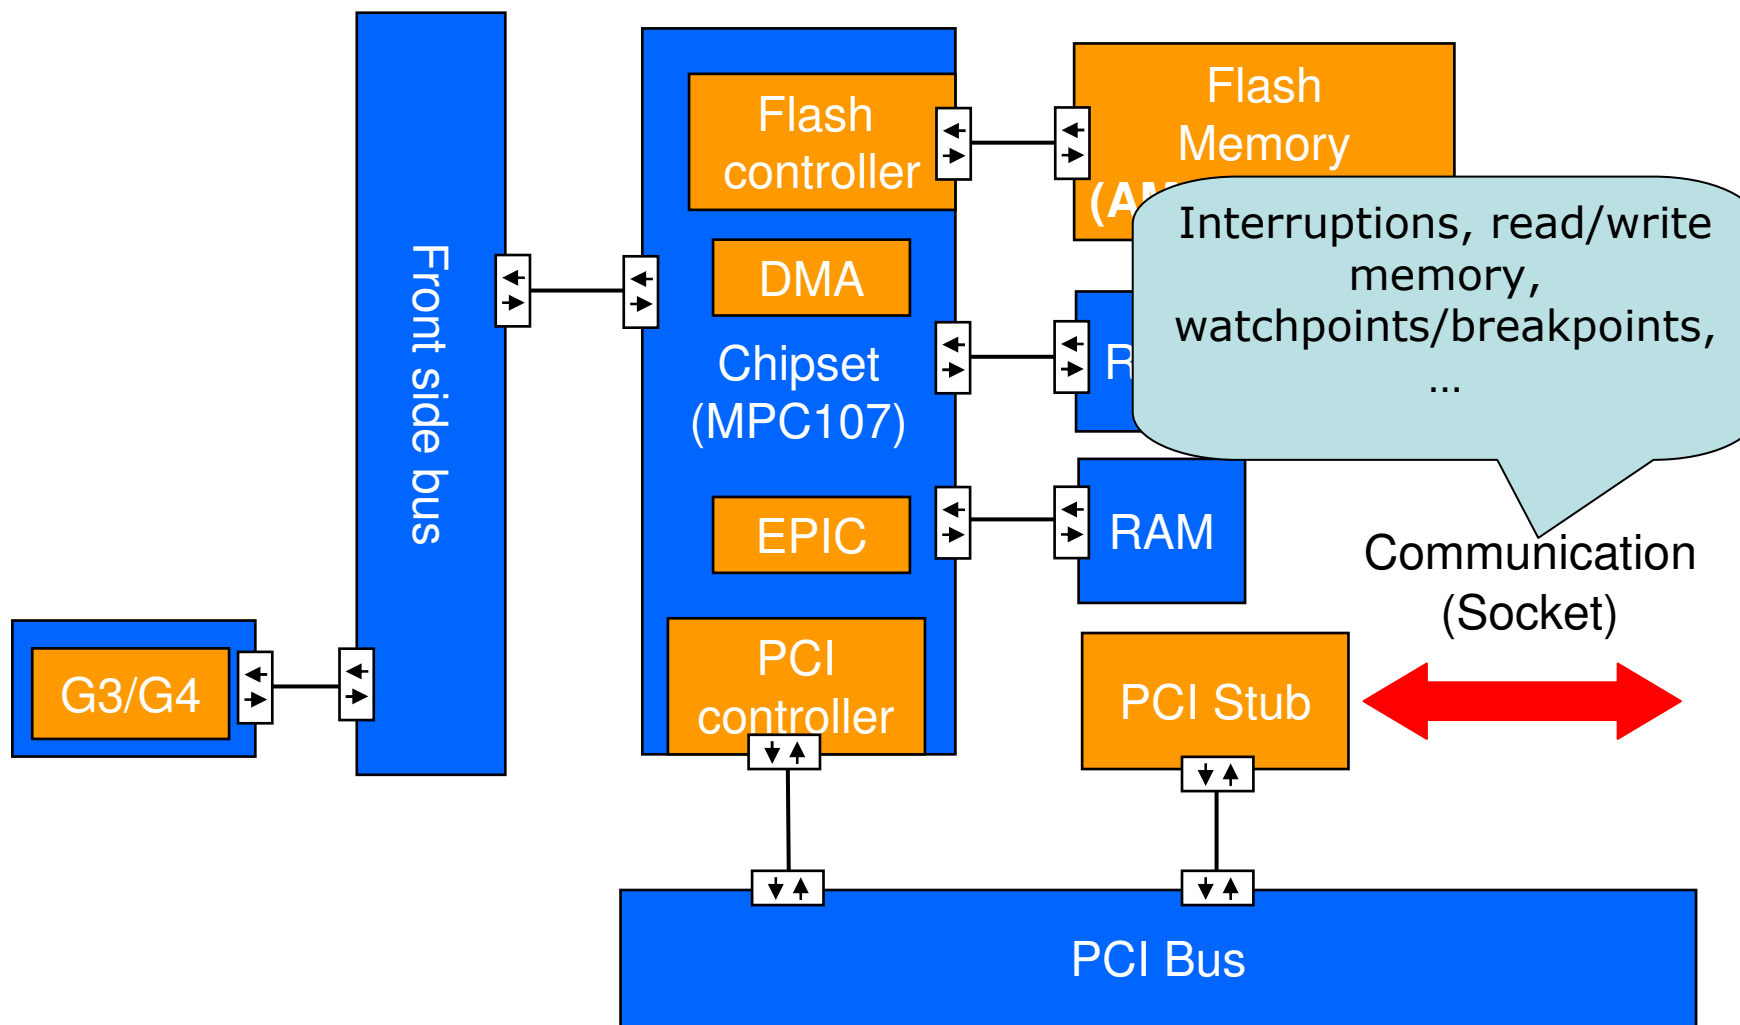 Flash
controller
Flash
Memory
Interruptions, read/write
memory,
watchpoints/breakpoints,
...
DMA
Front side bus
Chipset
(MPC107)
EPIC
RAM
Communication
(Socket)
G3/G4
PCI
controller
PCI Stub
PCI Bus